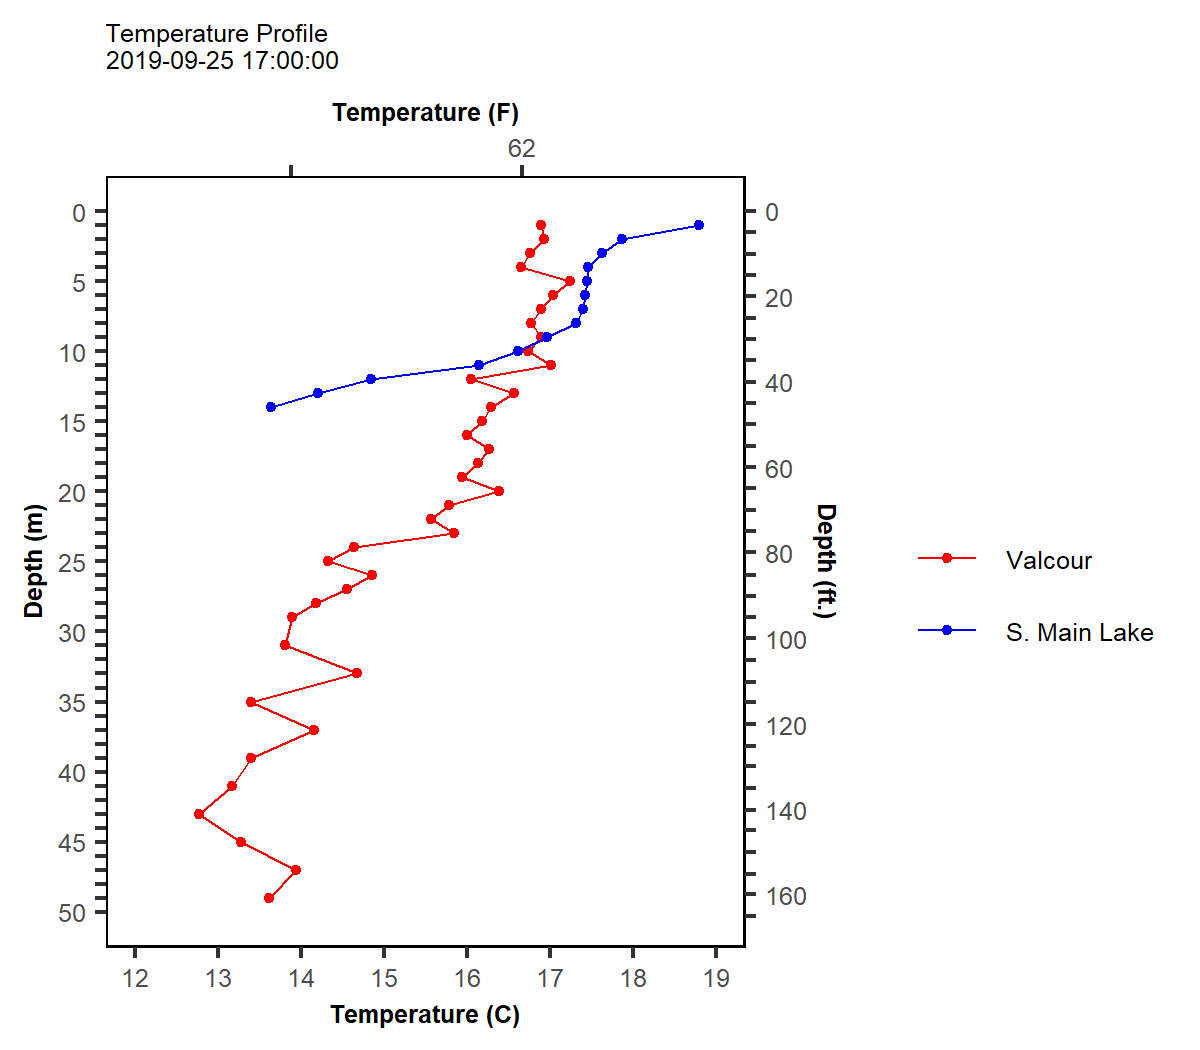 Temperature Profile
2019-09-25 17:00:00
Temperature (F)
62
0
5
10
15
20
25
30
35
40
45
50
Depth (m)
0
20
40
60
80
100
120
140
160
Depth (ft.)
Valcour
S. Main Lake
12 13 14 15 16 17 18 19
Temperature (C)